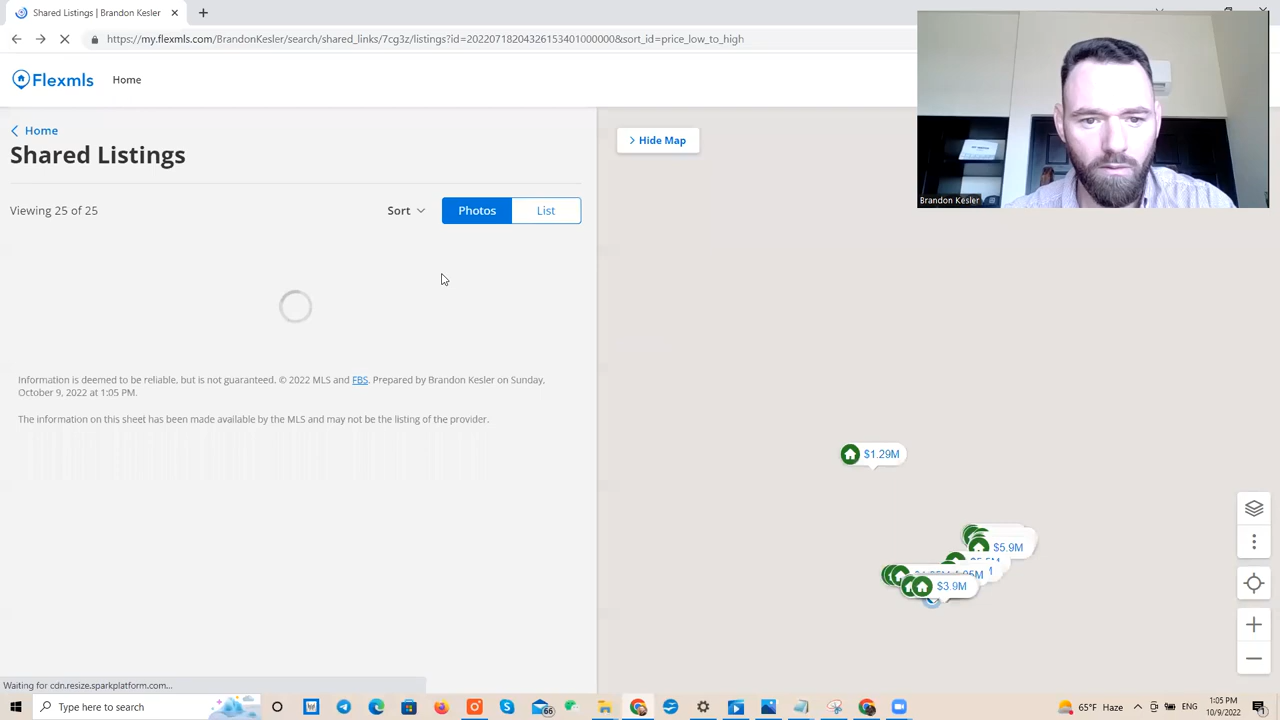 Shared Listings | Brandon Kesler
https://my.flexmls.com/BrandonKesler/search/shared_links/7cg3z/listings?id=20220718204326153401000000&sort_id=price_low_to_high
Flexmls
Home
Home
Shared Listings
Viewing 25 of 25
Sort
Photos
List
Hide Map
Brandon Kesler
Information is deemed to be reliable, but is not guaranteed. © 2022 MLS and FBS. Prepared by Brandon Kesler on Sunday,
October 9, 2022 at 1:05 PM.
The information on this sheet has been made available by the MLS and may not be the listing of the provider.
$1.29M
$5.9M
$3.9M
Waiting for cdn.resize.sparkplatform.com...
Type here to search
66
65°F Haze
ENG
1:05 PM
10/9/2022